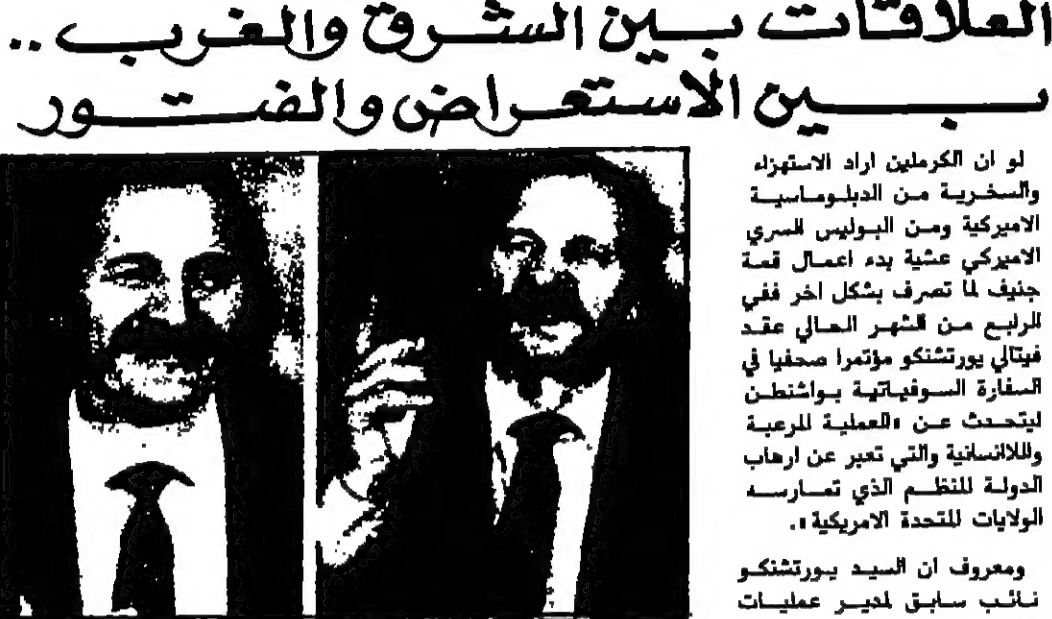 العلاقات بين الشرق والغرب ..
بين الاستعراض والفتور
لو ان الكرملين اراد الاستهزاء
والسخرية من الدبلوماسية
الاميركية ومن البوليس السري
الاميركي عشية بدء اعمال قمة
جنيف لما تصرف بشكل اخر ففي
الرابع من الشهر الحالي عقد
فيتالي يورتشنكو مؤتمرا صحفيا في
السفارة السوفياتية بواشنطن
ليتحدث عن «العملية المرعبة
واللاانسانية والتي تعبر عن ارهاب
الدولة المنظم الذي تمارسه
الولايات المتحدة الامريكية».
ومعروف ان السيد يورتشنكو
نائب سابق لمدير عمليات